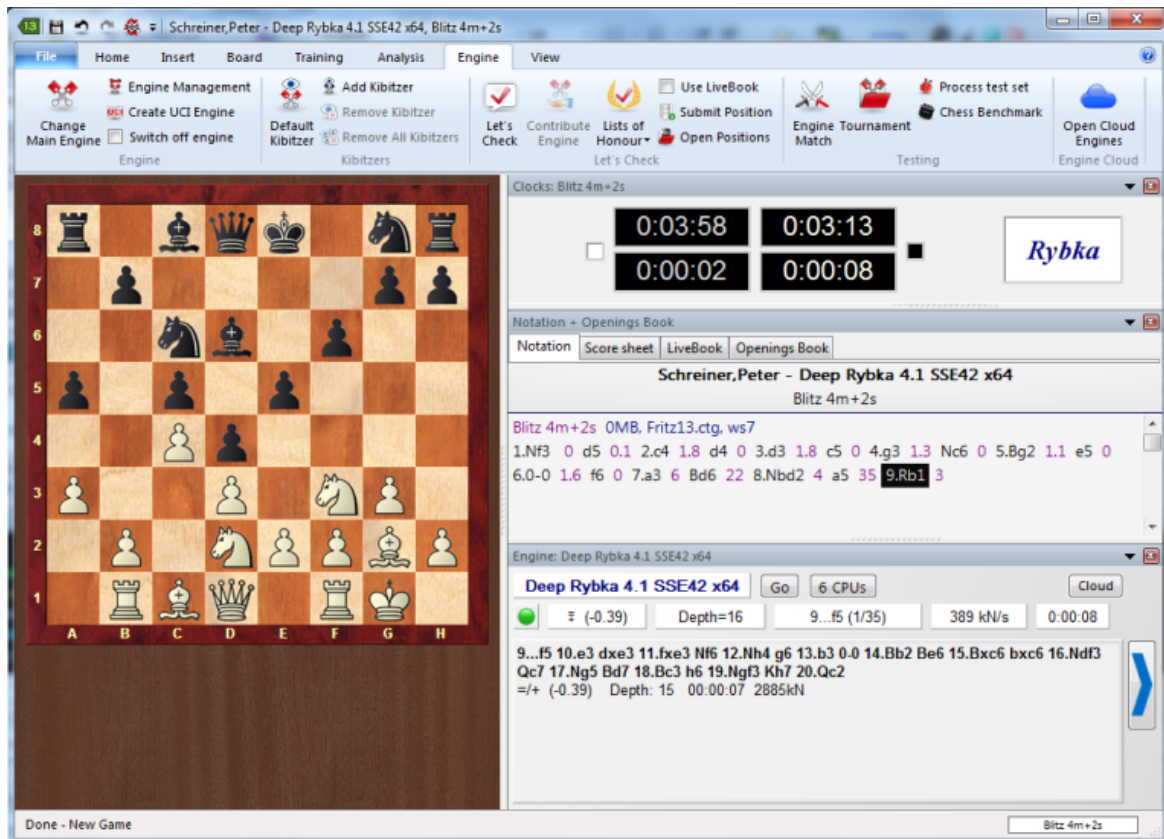 13 Schreiner,Peter - Deep Rybka 4.1 SSE42 x64, Blitz 4m+2s
File Home Insert Board Training Analysis Engine View
Change Main Engine
Engine Management
UCI Create UCI Engine
Switch off engine
Engine
Default Kibitzer
Add Kibitzer
Remove Kibitzer
Remove All Kibitzers
Kibitzers
Let's Check
Contribute Engine
Lists of Honour
Use LiveBook
Submit Position
Open Positions
Let's Check
Engine Match
Tournament
Process test set
Chess Benchmark
Testing
Open Cloud Engines
Engine Cloud
8
7
6
5
4
3
2
1
A B C D E F G H
Clocks: Blitz 4m+2s
0:03:58 0:03:13
0:00:02 0:00:08
Rybka
Notation + Openings Book
Notation Score sheet LiveBook Openings Book
Schreiner,Peter - Deep Rybka 4.1 SSE42 x64
Blitz 4m+2s
Blitz 4m+2s 0MB, Fritz13.ctg, ws7
1.Nf3 0 d5 0.1 2.c4 1.8 d4 0 3.d3 1.8 c5 0 4.g3 1.3 Nc6 0 5.Bg2 1.1 e5 0
6.0-0 1.6 f6 0 7.a3 6 Bd6 22 8.Nbd2 4 a5 35 9.Rb1 3
Engine: Deep Rybka 4.1 SSE42 x64
Deep Rybka 4.1 SSE42 x64 Go 6 CPUs Cloud
⩱ (-0.39) Depth=16 9...f5 (1/35) 389 kN/s 0:00:08
9...f5 10.e3 dxe3 11.fxe3 Nf6 12.Nh4 g6 13.b3 0-0 14.Bb2 Be6 15.Bxc6 bxc6 16.Ndf3
Qc7 17.Ng5 Bd7 18.Bc3 h6 19.Ngf3 Kh7 20.Qc2
=/+ (-0.39) Depth: 15 00:00:07 2885kN
Done - New Game
Blitz 4m+2s